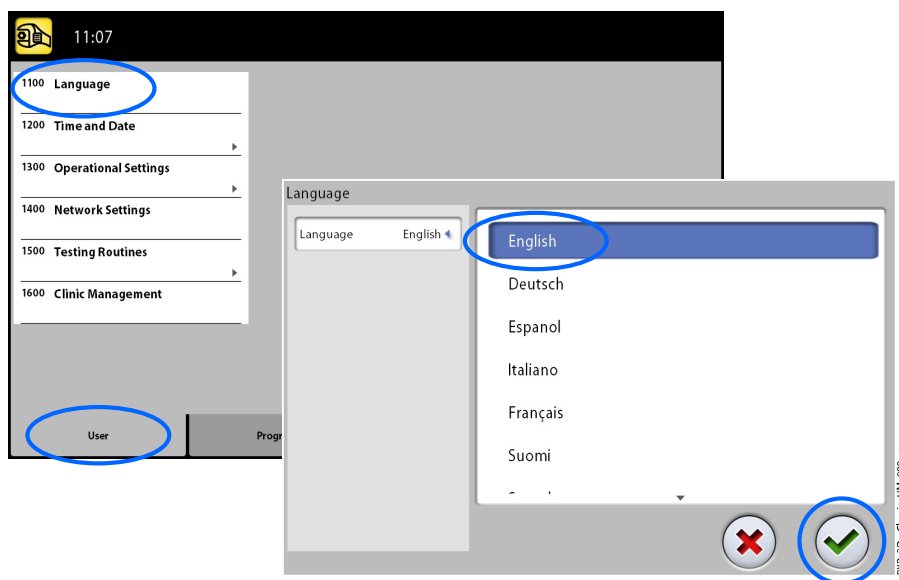 11:07
1100 Language
1200 Time and Date
1300 Operational Settings
1400 Network Settings
1500 Testing Routines
1600 Clinic Management
User
Language
Language English
English
Deutsch
Espanol
Italiano
Français
Suomi